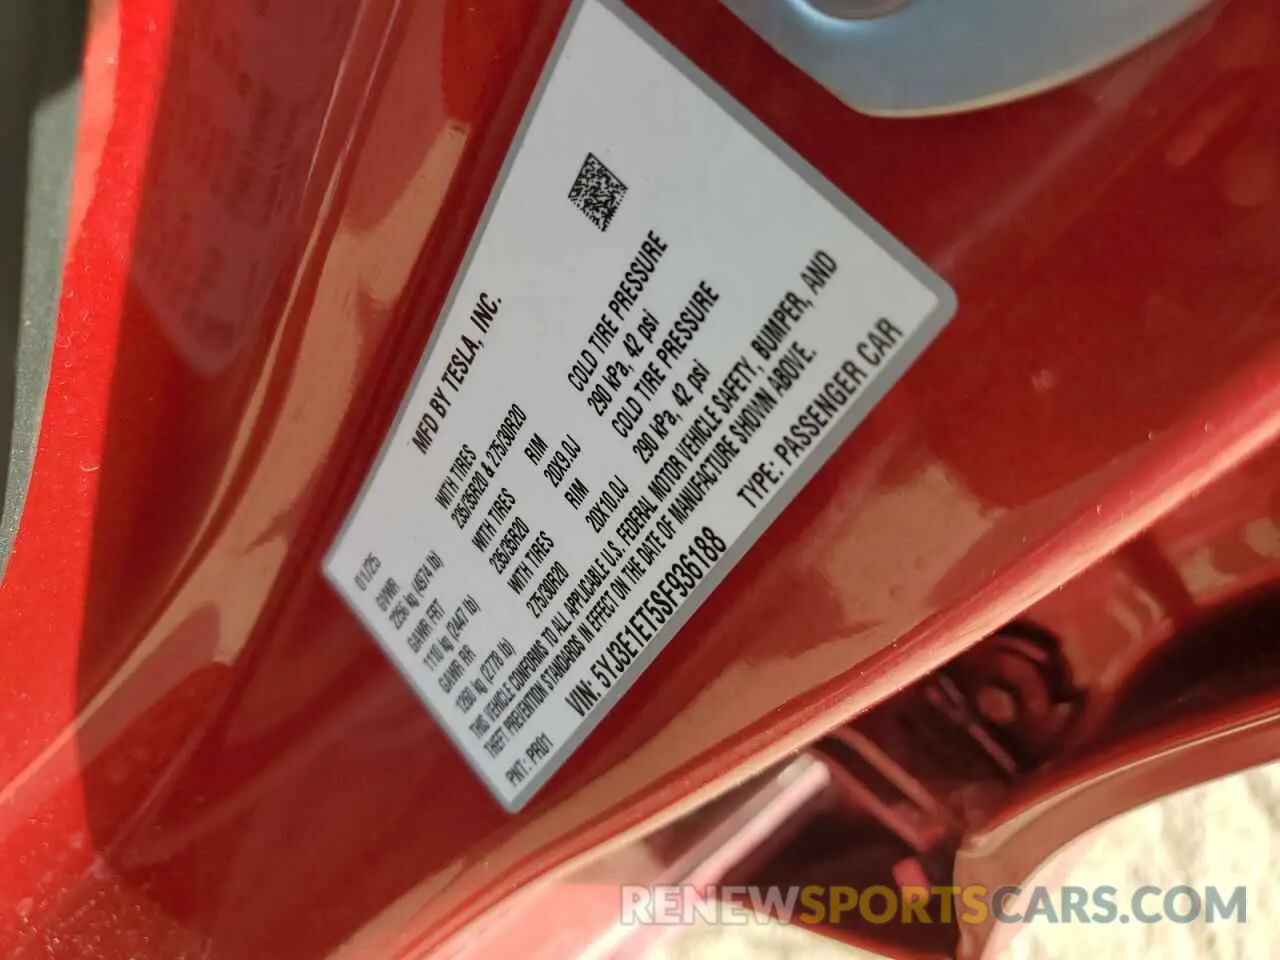 MFD BY TESLA, INC.
01/25
GVWR
2256 kg (4974 lb)
WITH TIRES
235/35R20 & 275/30R20
GAWR FRT
1110 kg (2447 lb)
WITH TIRES
235/35R20
RIM
20X9.0J
COLD TIRE PRESSURE
290 kPa, 42 psi
GAWR RR
1260 kg (2778 lb)
WITH TIRES
275/30R20
RIM
20X10.0J
COLD TIRE PRESSURE
290 kPa, 42 psi
THIS VEHICLE CONFORMS TO ALL APPLICABLE U.S. FEDERAL MOTOR VEHICLE SAFETY, BUMPER, AND
THEFT PREVENTION STANDARDS IN EFFECT ON THE DATE OF MANUFACTURE SHOWN ABOVE.
VIN: 5YJ3E1ET5SF936188 TYPE: PASSENGER CAR
PNT: PR01
RENEWSPORTSCARS.COM